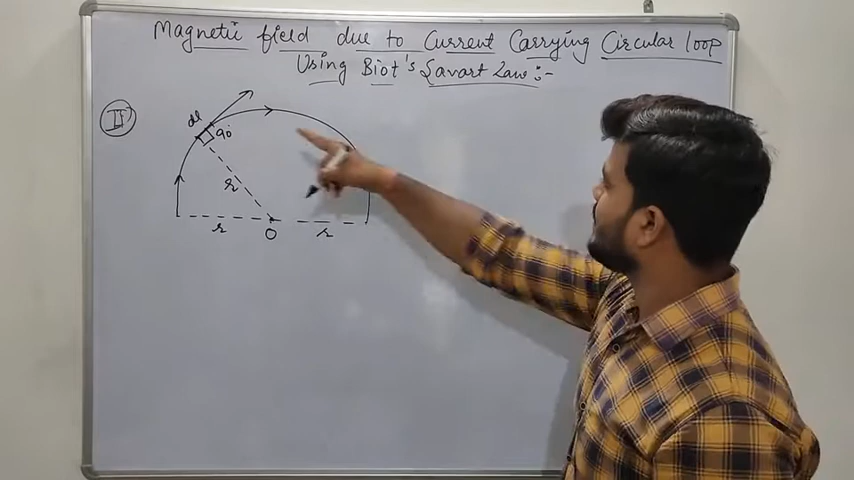 Magnetic field due to Current Carrying Circular loop
Using Biot's Savart Law :-
II
dl
90°
r
r
O
r